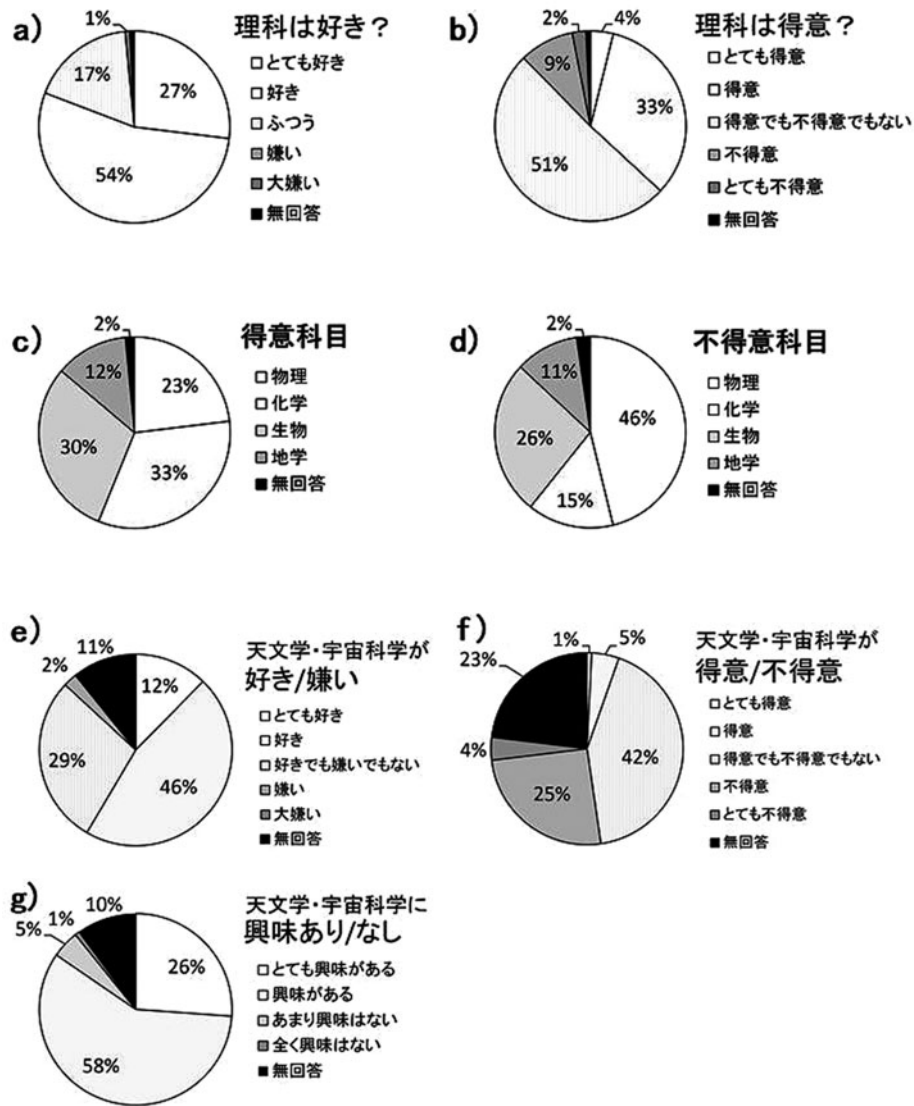 a)
理科は好き？
とても好き
好き
ふつう
嫌い
大嫌い
無回答
1%
17%
27%
54%
b)
理科は得意？
とても得意
得意
得意でも不得意でもない
不得意
とても不得意
無回答
2%
4%
9%
33%
51%
c)
得意科目
物理
化学
生物
地学
無回答
2%
12%
23%
30%
33%
d)
不得意科目
物理
化学
生物
地学
無回答
2%
11%
46%
26%
15%
e)
天文学・宇宙科学が
好き/嫌い
とても好き
好き
好きでも嫌いでもない
嫌い
大嫌い
無回答
11%
2%
12%
29%
46%
f)
天文学・宇宙科学が
得意/不得意
とても得意
得意
得意でも不得意でもない
不得意
とても不得意
無回答
1%
5%
23%
4%
42%
25%
g)
天文学・宇宙科学に
興味あり/なし
とても興味がある
興味がある
あまり興味はない
全く興味はない
無回答
10%
1%
5%
26%
58%